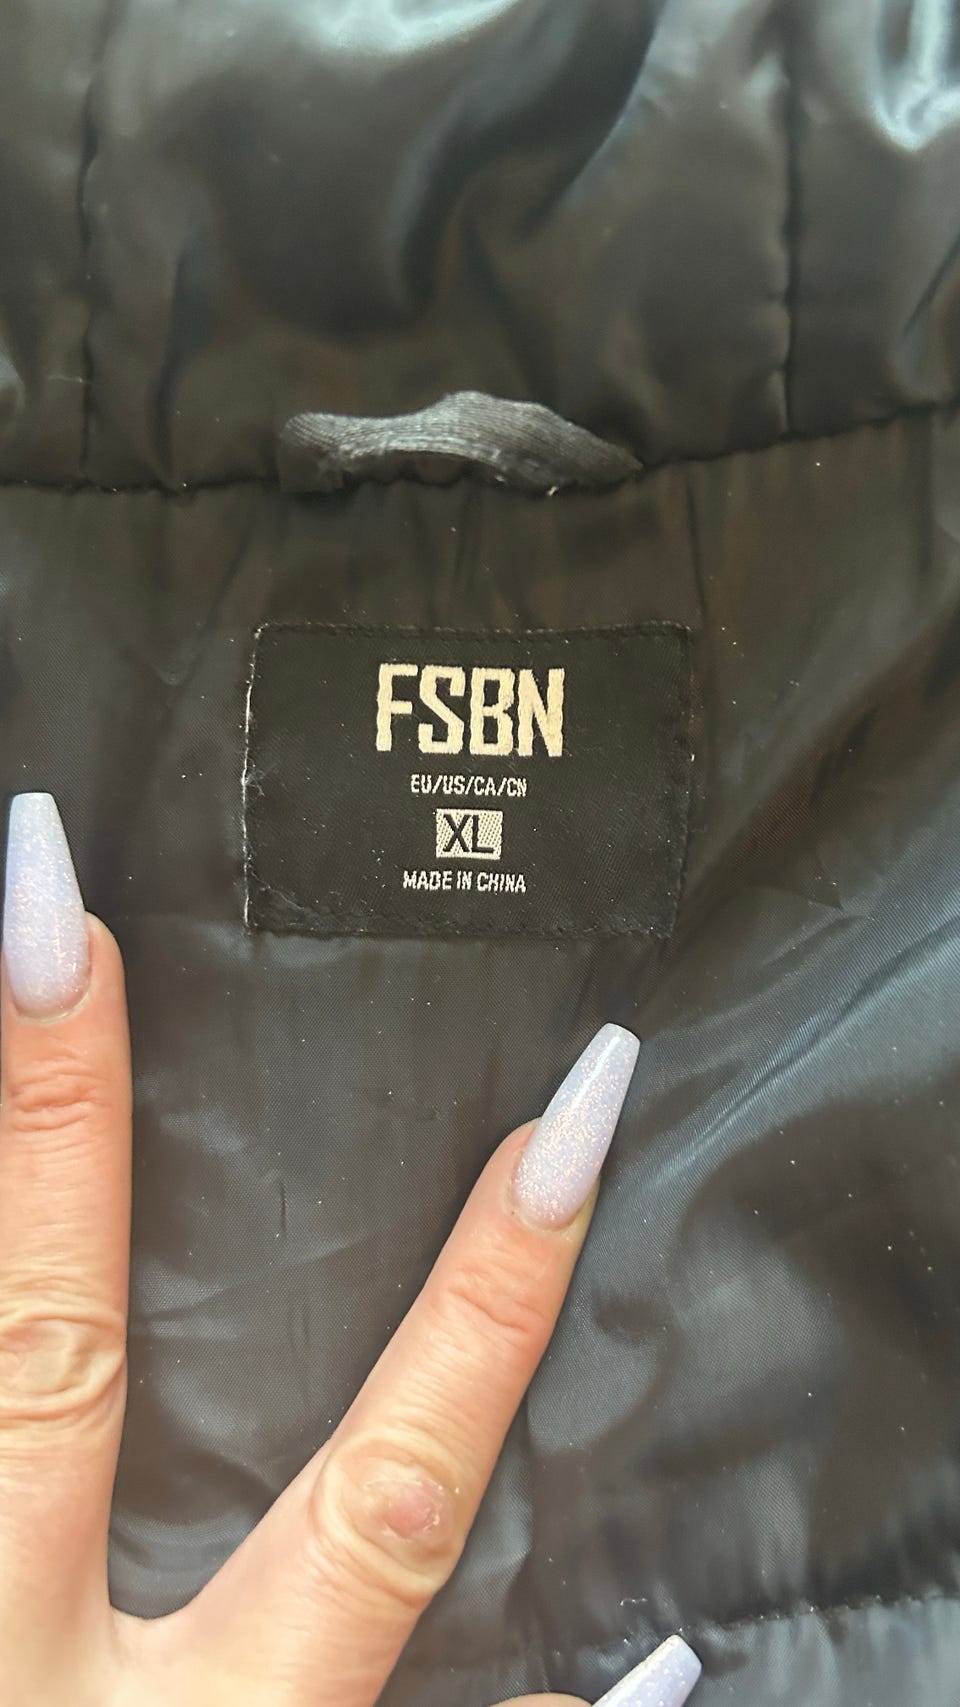 FSBN
EU/US/CA/CN
XL
MADE IN CHINA